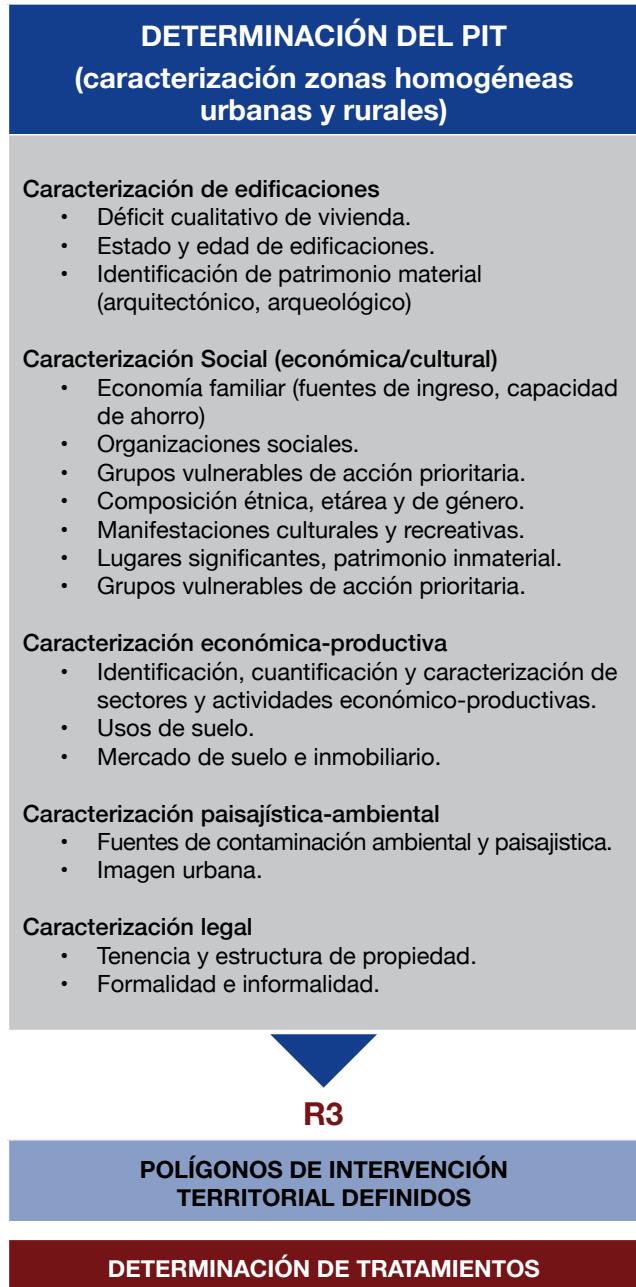 DETERMINACIÓN DEL PIT
(caracterización zonas homogéneas
urbanas y rurales)
Caracterización de edificaciones
• Déficit cualitativo de vivienda.
• Estado y edad de edificaciones.
• Identificación de patrimonio material
(arquitectónico, arqueológico)
Caracterización Social (económica/cultural)
• Economía familiar (fuentes de ingreso, capacidad
de ahorro)
• Organizaciones sociales.
• Grupos vulnerables de acción prioritaria.
• Composición étnica, etárea y de género.
• Manifestaciones culturales y recreativas.
• Lugares significantes, patrimonio inmaterial.
• Grupos vulnerables de acción prioritaria.
Caracterización económica-productiva
• Identificación, cuantificación y caracterización de
sectores y actividades económico-productivas.
• Usos de suelo.
• Mercado de suelo e inmobiliario.
Caracterización paisajística-ambiental
• Fuentes de contaminación ambiental y paisajistica.
• Imagen urbana.
Caracterización legal
• Tenencia y estructura de propiedad.
• Formalidad e informalidad.
R3
POLÍGONOS DE INTERVENCIÓN
TERRITORIAL DEFINIDOS
DETERMINACIÓN DE TRATAMIENTOS